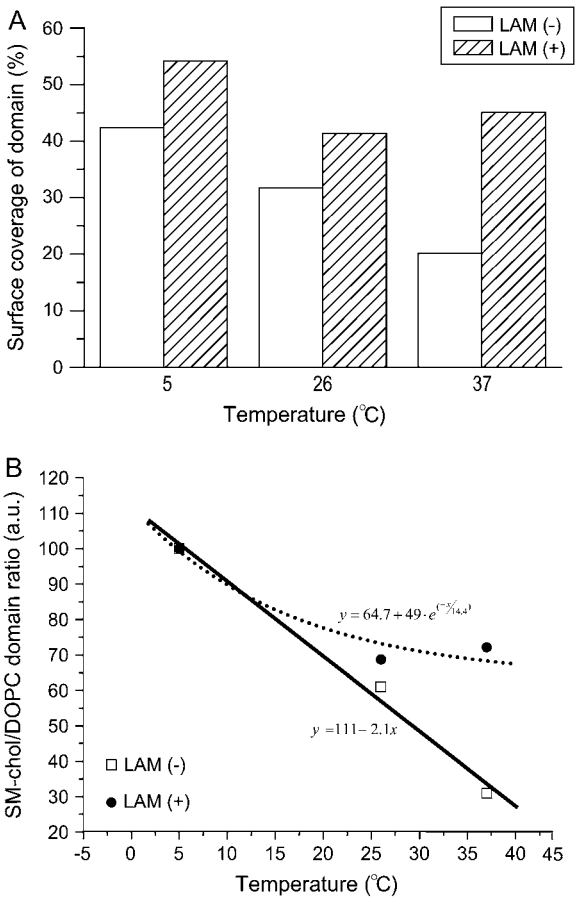 A
LAM (-)
LAM (+)
Surface coverage of domain (%)
60
50
40
30
20
10
0
5 26 37
Temperature (℃)
B
SM-chol/DOPC domain ratio (a.u.)
120
110
100
90
80
70
60
50
40
30
20
y = 64.7+49·e^(-x/14.4)
y =111−2.1x
LAM (-)
LAM (+)
-5 0 5 10 15 20 25 30 35 40 45
Temperature (℃)